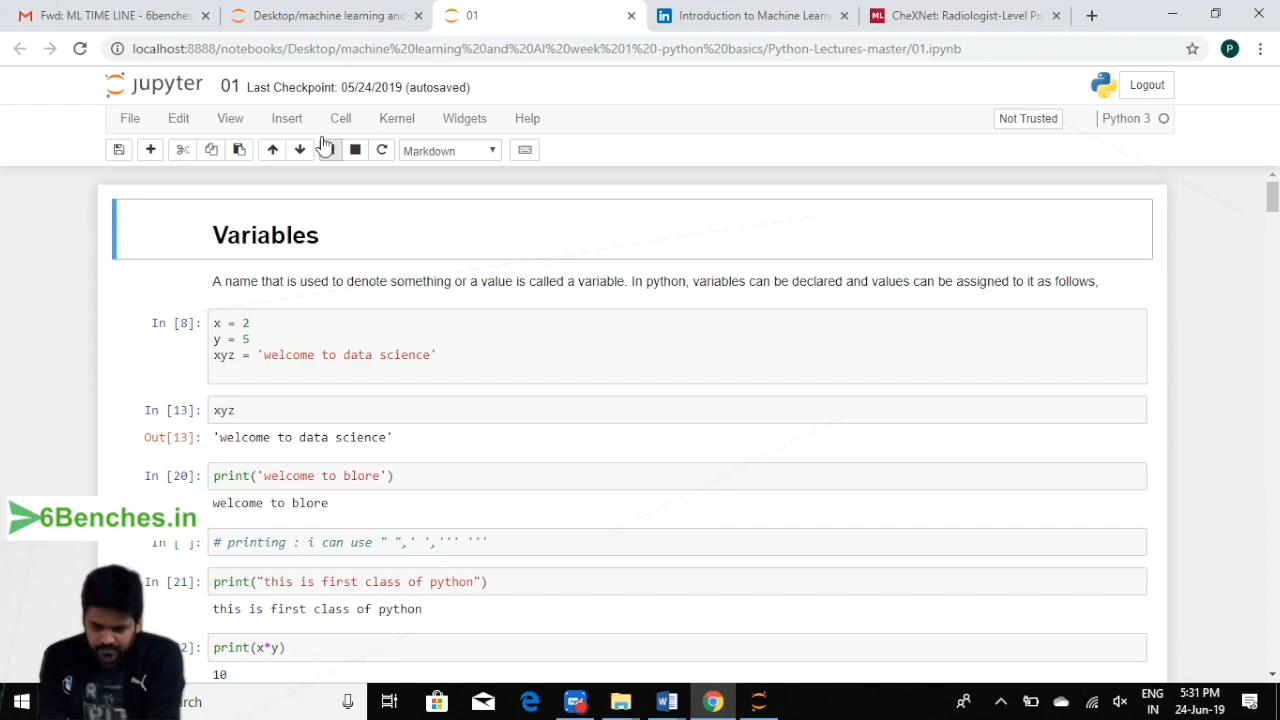 Fwd: ML TIME LINE - 6benches
Desktop/machine learning and
01
Introduction to Machine Learn
CheXNet: Radiologist-Level Pr
localhost:8888/notebooks/Desktop/machine%20learning%20and%20AI%20week%201%20-python%20basics/Python-Lectures-master/01.ipynb
P
jupyter 01 Last Checkpoint: 05/24/2019 (autosaved)
Logout
File Edit View Insert Cell Kernel Widgets Help
Not Trusted
Python 3
Markdown
Variables
A name that is used to denote something or a value is called a variable. In python, variables can be declared and values can be assigned to it as follows,
In [8]: x = 2
y = 5
xyz = 'welcome to data science'
In [13]: xyz
Out[13]: 'welcome to data science'
In [20]: print('welcome to blore')
welcome to blore
6Benches.in
In [ ]: # printing : i can use " ",' ',''' '''
In [21]: print("this is first class of python")
this is first class of python
2]: print(x*y)
10
rch
ENG
IN
5:31 PM
24-Jun-19